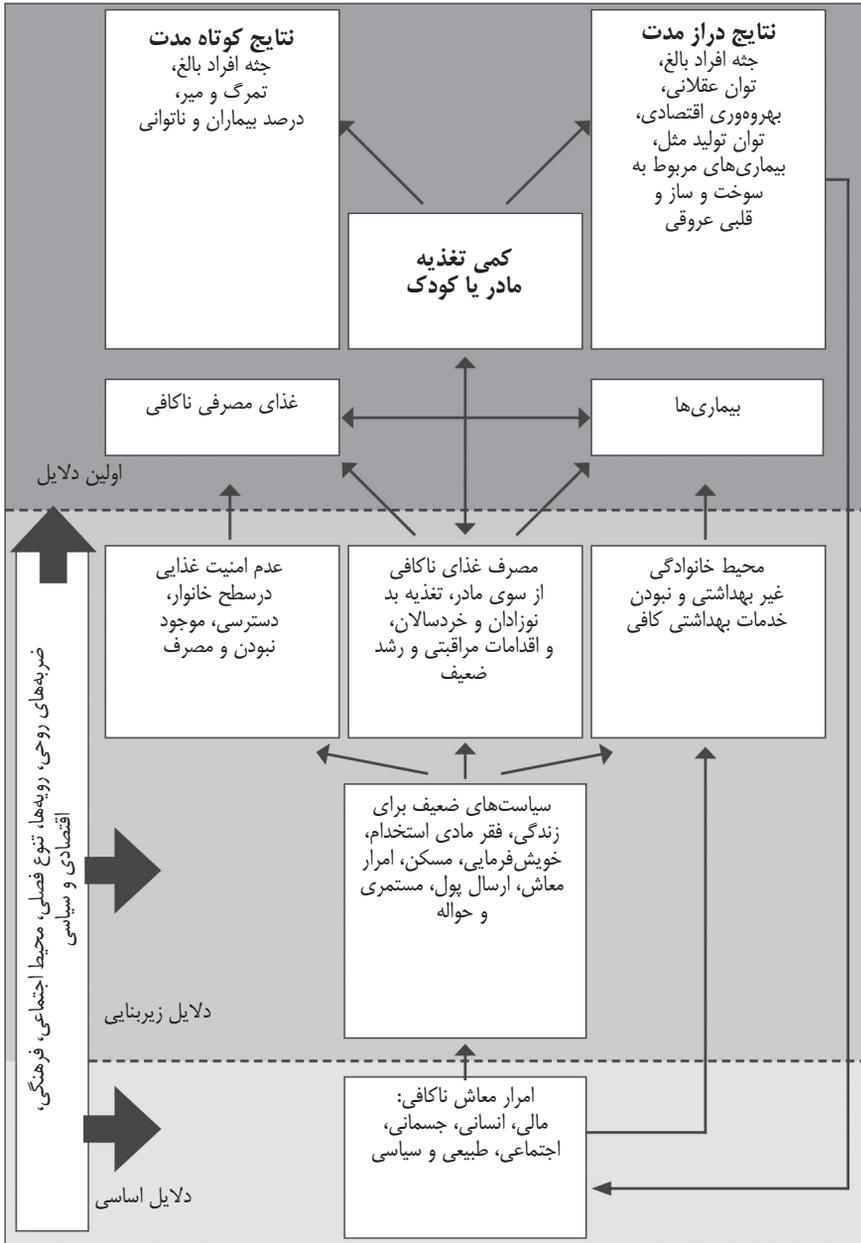 نتایج دراز مدت
جثه افراد بالغ،
توان عقلانی،
بهروه‌وری اقتصادی،
توان تولید مثل،
بیماری‌های مربوط به
سوخت و ساز و
قلبی عروقی
نتایج کوتاه مدت
جثه افراد بالغ،
تمرگ و میر،
درصد بیماران و ناتوانی
کمی تغذیه
مادر یا کودک
بیماری‌ها
غذای مصرفی ناکافی
اولین دلایل
محیط خانوادگی
غیر بهداشتی و نبودن
خدمات بهداشتی کافی
مصرف غذای ناکافی
از سوی مادر، تغذیه بد
نوزادان و خردسالان،
و اقدامات مراقبتی و رشد
ضعیف
عدم امنیت غذایی
درسطح خانوار،
دسترسی، موجود
نبودن و مصرف
سیاست‌های ضعیف برای
زندگی، فقر مادی استخدام،
خویش‌فرمایی، مسکن، امرار
معاش، ارسال پول، مستمری
و حواله
دلایل زیربنایی
امرار معاش ناکافی:
مالی، انسانی، جسمانی،
اجتماعی، طبیعی و سیاسی
دلایل اساسی
ضربه‌های روحی، رویه‌ها، تنوع فصلی، محیط اجتماعی، فرهنگی،
اقتصادی و سیاسی